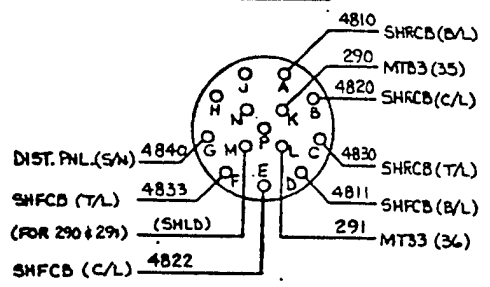 4810 SHRCB (B/L)
290 MTB3 (35)
4820 SHRCB (C/L)
J A
H B
N K
P
4840 DIST. PNL. (S/N) G M L C
4830 SHRCB (T/L)
4833 SHFCB (T/L) F E D
4811 SHFCB (B/L)
(FOR 290 & 291) (SHLD)
291 MT33 (36)
4822 SHFCB (C/L)